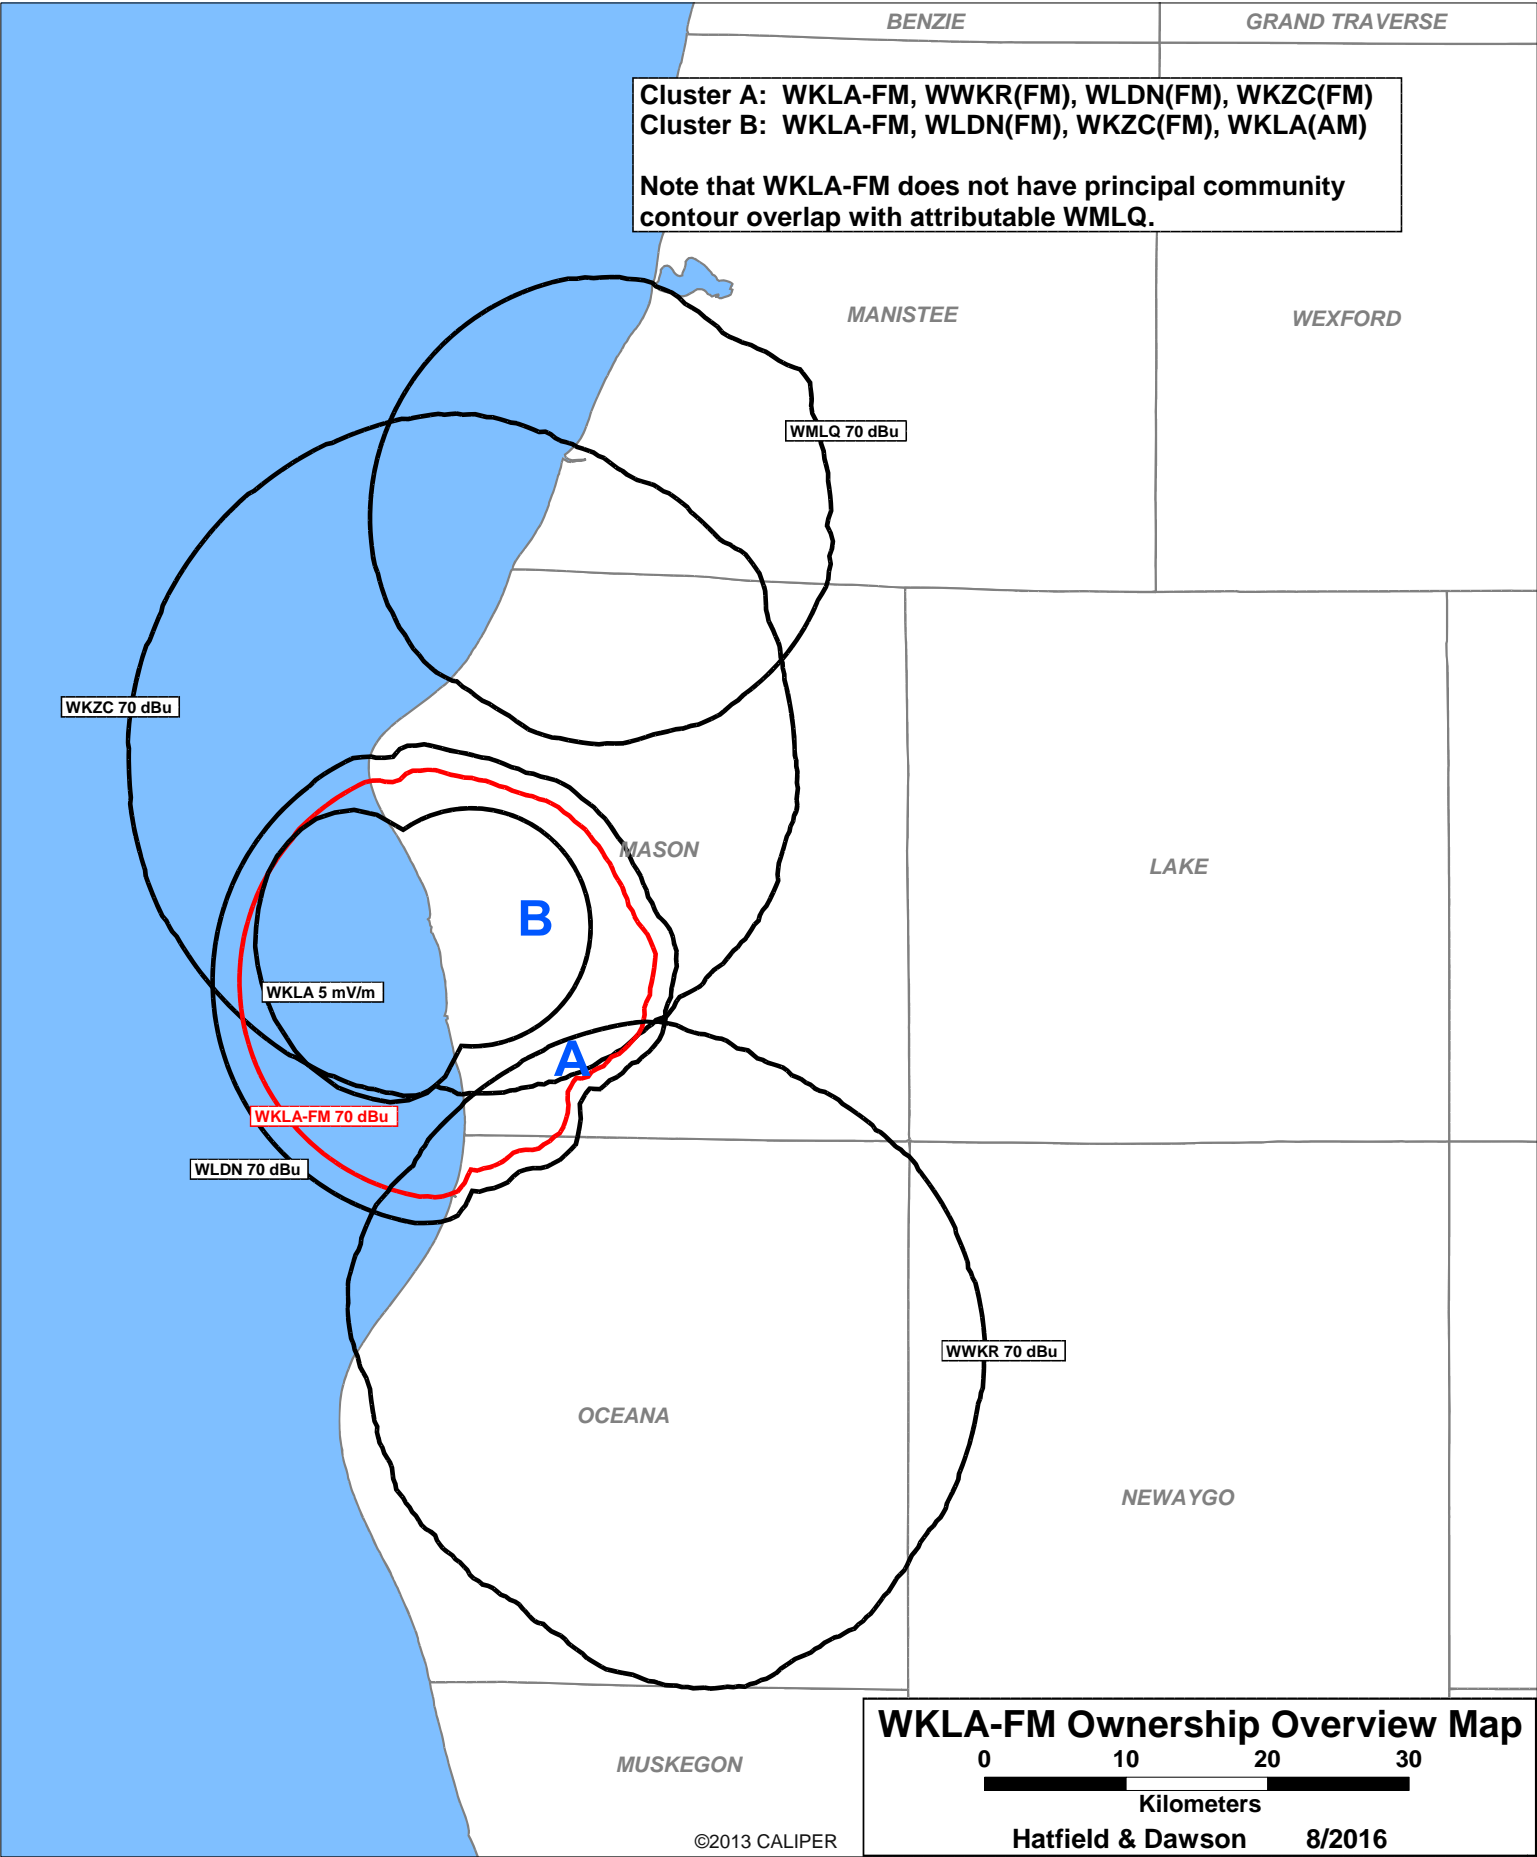 BENZIE
GRAND TRAVERSE
Cluster A: WKLA-FM, WWKR(FM), WLDN(FM), WKZC(FM)
Cluster B: WKLA-FM, WLDN(FM), WKZC(FM), WKLA(AM)
Note that WKLA-FM does not have principal community
contour overlap with attributable WMLQ.
MANISTEE
WEXFORD
WMLQ 70 dBu
WKZC 70 dBu
MASON
LAKE
B
WKLA 5 mV/m
A
WKLA-FM 70 dBu
WLDN 70 dBu
WWKR 70 dBu
OCEANA
NEWAYGO
MUSKEGON
WKLA-FM Ownership Overview Map
0 10 20 30
Kilometers
Hatfield & Dawson 8/2016
©2013 CALIPER